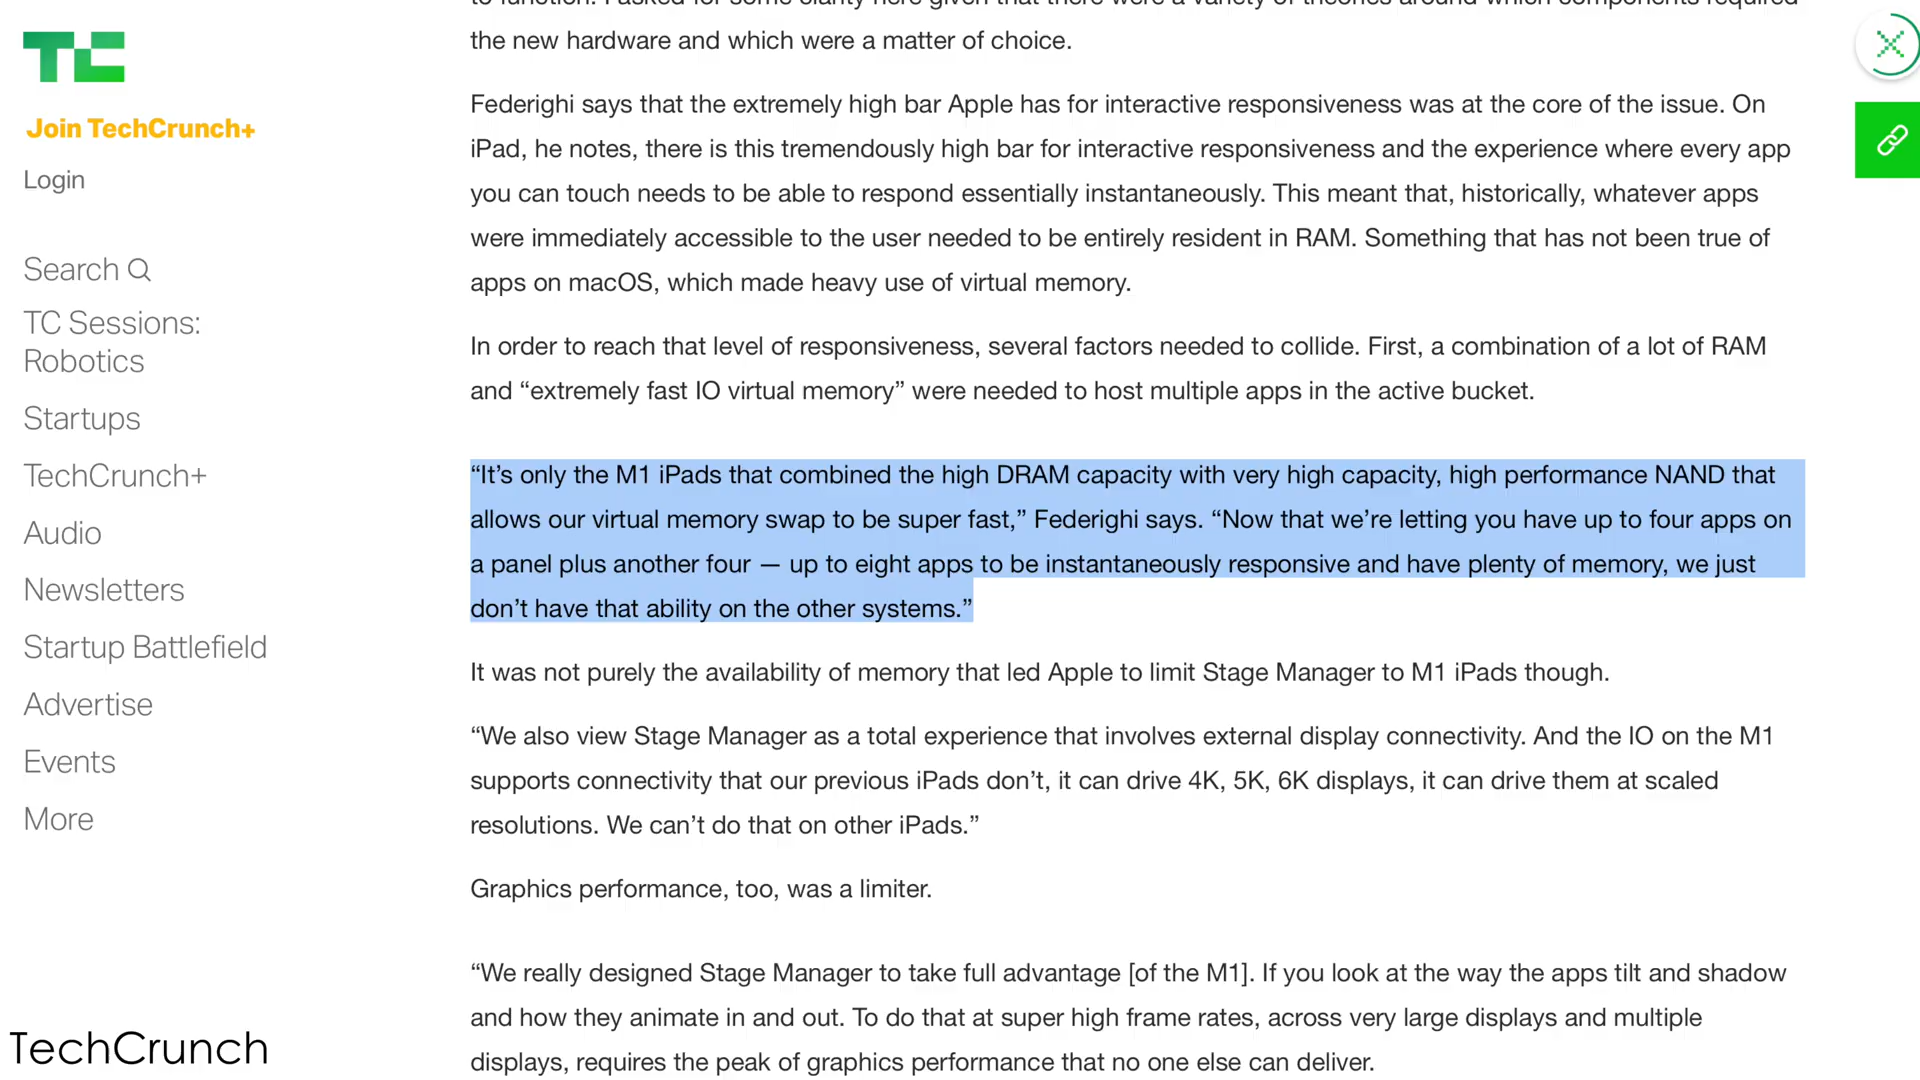 the new hardware and which were a matter of choice.
TC
Join TechCrunch+
Login
Search
TC Sessions:
Robotics
Startups
TechCrunch+
Audio
Newsletters
Startup Battlefield
Advertise
Events
More
Federighi says that the extremely high bar Apple has for interactive responsiveness was at the core of the issue. On
iPad, he notes, there is this tremendously high bar for interactive responsiveness and the experience where every app
you can touch needs to be able to respond essentially instantaneously. This meant that, historically, whatever apps
were immediately accessible to the user needed to be entirely resident in RAM. Something that has not been true of
apps on macOS, which made heavy use of virtual memory.
In order to reach that level of responsiveness, several factors needed to collide. First, a combination of a lot of RAM
and “extremely fast IO virtual memory” were needed to host multiple apps in the active bucket.
“It’s only the M1 iPads that combined the high DRAM capacity with very high capacity, high performance NAND that
allows our virtual memory swap to be super fast,” Federighi says. “Now that we’re letting you have up to four apps on
a panel plus another four — up to eight apps to be instantaneously responsive and have plenty of memory, we just
don’t have that ability on the other systems.”
It was not purely the availability of memory that led Apple to limit Stage Manager to M1 iPads though.
“We also view Stage Manager as a total experience that involves external display connectivity. And the IO on the M1
supports connectivity that our previous iPads don’t, it can drive 4K, 5K, 6K displays, it can drive them at scaled
resolutions. We can’t do that on other iPads.”
Graphics performance, too, was a limiter.
“We really designed Stage Manager to take full advantage [of the M1]. If you look at the way the apps tilt and shadow
and how they animate in and out. To do that at super high frame rates, across very large displays and multiple
displays, requires the peak of graphics performance that no one else can deliver.
TechCrunch